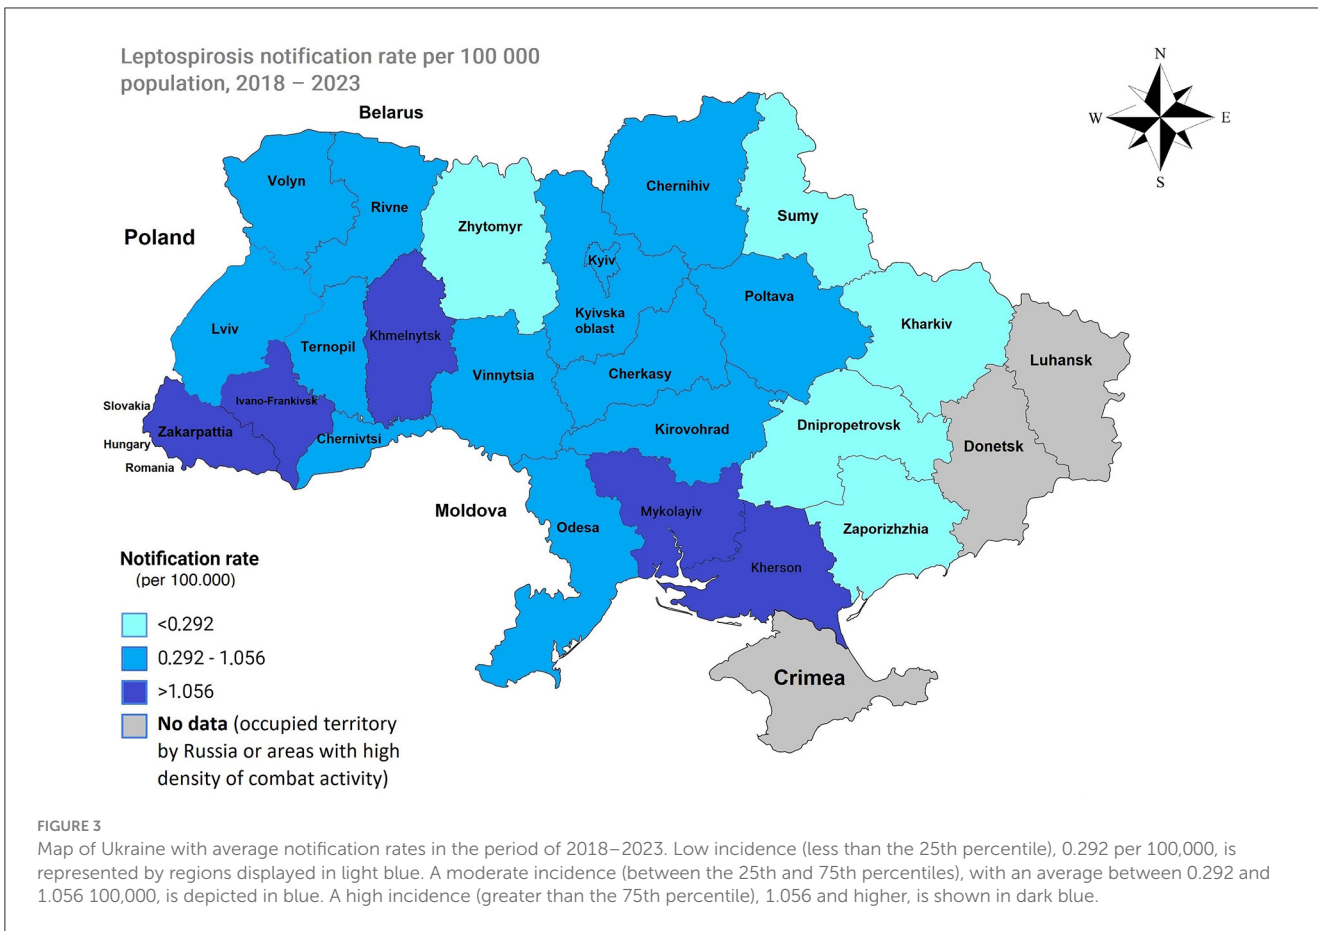 Leptospirosis notification rate per 100 000
population, 2018 – 2023
N
W
E
S
Belarus
Poland
Slovakia
Hungary
Romania
Moldova
Volyn
Rivne
Zhytomyr
Chernihiv
Sumy
Kyiv
Kyivska
oblast
Poltava
Kharkiv
Luhansk
Lviv
Ternopil
Khmelnytsk
Vinnytsia
Cherkasy
Ivano-Frankivsk
Zakarpattia
Chernivtsi
Kirovohrad
Dnipropetrovsk
Donetsk
Odesa
Mykolayiv
Zaporizhzhia
Kherson
Crimea
Notification rate
(per 100.000)
<0.292
0.292 - 1.056
>1.056
No data (occupied territory
by Russia or areas with high
density of combat activity)
FIGURE 3
Map of Ukraine with average notification rates in the period of 2018–2023. Low incidence (less than the 25th percentile), 0.292 per 100,000, is
represented by regions displayed in light blue. A moderate incidence (between the 25th and 75th percentiles), with an average between 0.292 and
1.056 100,000, is depicted in blue. A high incidence (greater than the 75th percentile), 1.056 and higher, is shown in dark blue.